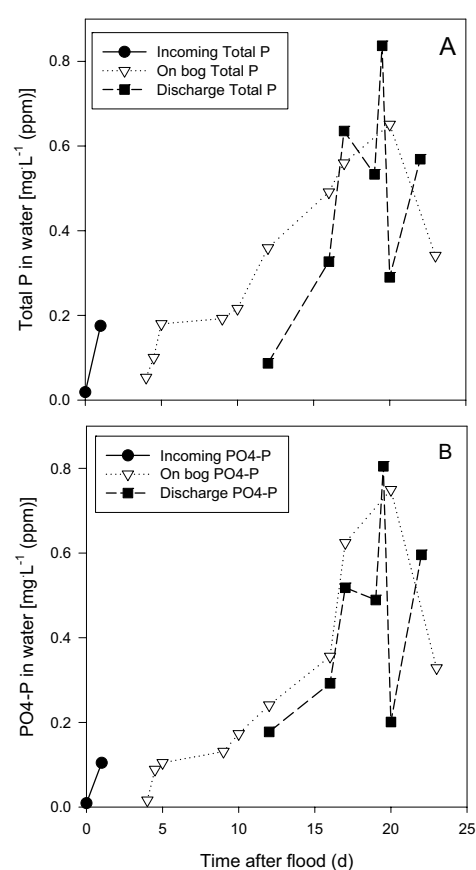 A
Incoming Total P
On bog Total P
Discharge Total P
Total P in water [mg·L⁻¹ (ppm)]
0.8
0.6
0.4
0.2
0.0
B
Incoming PO4-P
On bog PO4-P
Discharge PO4-P
PO4-P in water [mg·L⁻¹ (ppm)]
0.8
0.6
0.4
0.2
0.0
0 5 10 15 20 25
Time after flood (d)